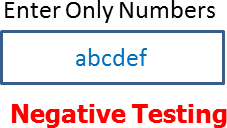 Enter Only Numbers
abcdef
Negative Testing